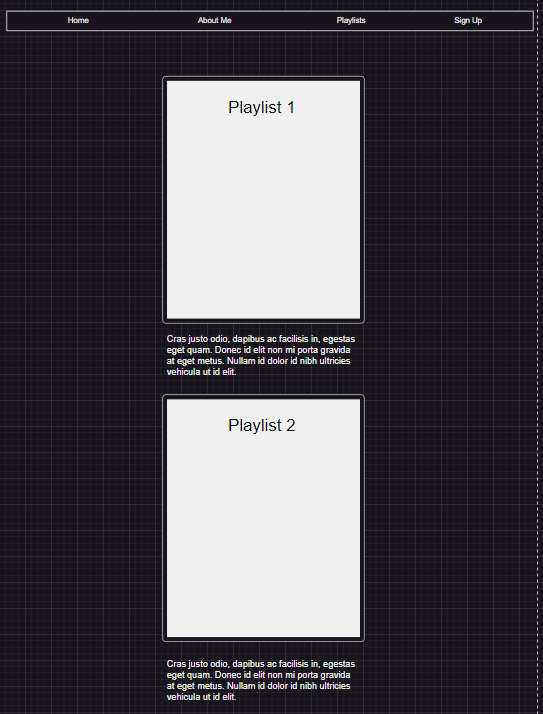 Home About Me Playlists Sign Up
Playlist 1
Cras justo odio, dapibus ac facilisis in, egestas
eget quam. Donec id elit non mi porta gravida
at eget metus. Nullam id dolor id nibh ultricies
vehicula ut id elit.
Playlist 2
Cras justo odio, dapibus ac facilisis in, egestas
eget quam. Donec id elit non mi porta gravida
at eget metus. Nullam id dolor id nibh ultricies
vehicula ut id elit.